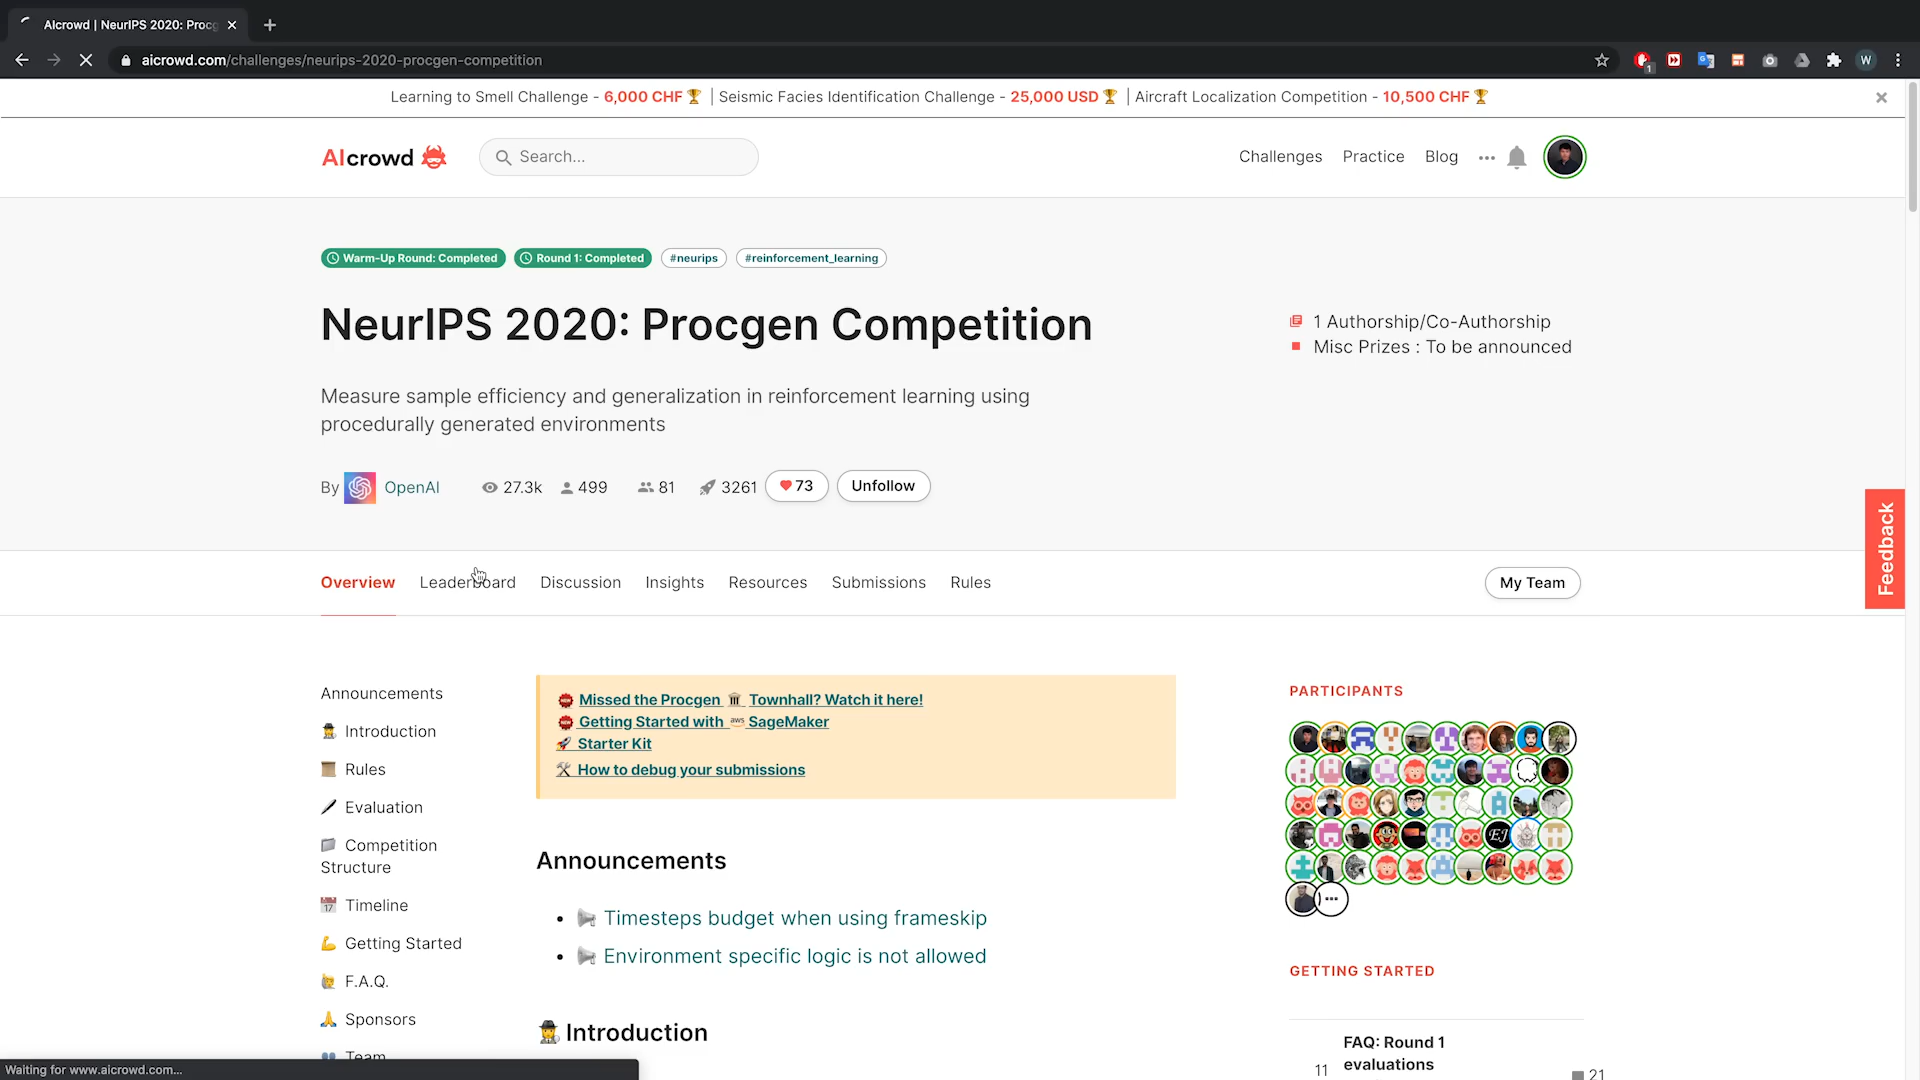 AIcrowd | NeurIPS 2020: Procg
aicrowd.com/challenges/neurips-2020-procgen-competition
1
W
Learning to Smell Challenge - 6,000 CHF | Seismic Facies Identification Challenge - 25,000 USD | Aircraft Localization Competition - 10,500 CHF
AIcrowd
Search...
Challenges
Practice
Blog
Warm-Up Round: Completed
Round 1: Completed
#neurips
#reinforcement_learning
NeurIPS 2020: Procgen Competition
1 Authorship/Co-Authorship
Misc Prizes : To be announced
Measure sample efficiency and generalization in reinforcement learning using
procedurally generated environments
By OpenAI
27.3k
499
81
3261
73
Unfollow
Feedback
Overview
Leaderboard
Discussion
Insights
Resources
Submissions
Rules
My Team
Announcements
Introduction
Rules
Evaluation
Competition
Structure
Timeline
Getting Started
F.A.Q.
Sponsors
Team
Missed the Procgen Townhall? Watch it here!
Getting Started with aws SageMaker
Starter Kit
How to debug your submissions
Announcements
Timesteps budget when using frameskip
Environment specific logic is not allowed
Introduction
PARTICIPANTS
EJ
GETTING STARTED
FAQ: Round 1
evaluations
11
21
Waiting for www.aicrowd.com...